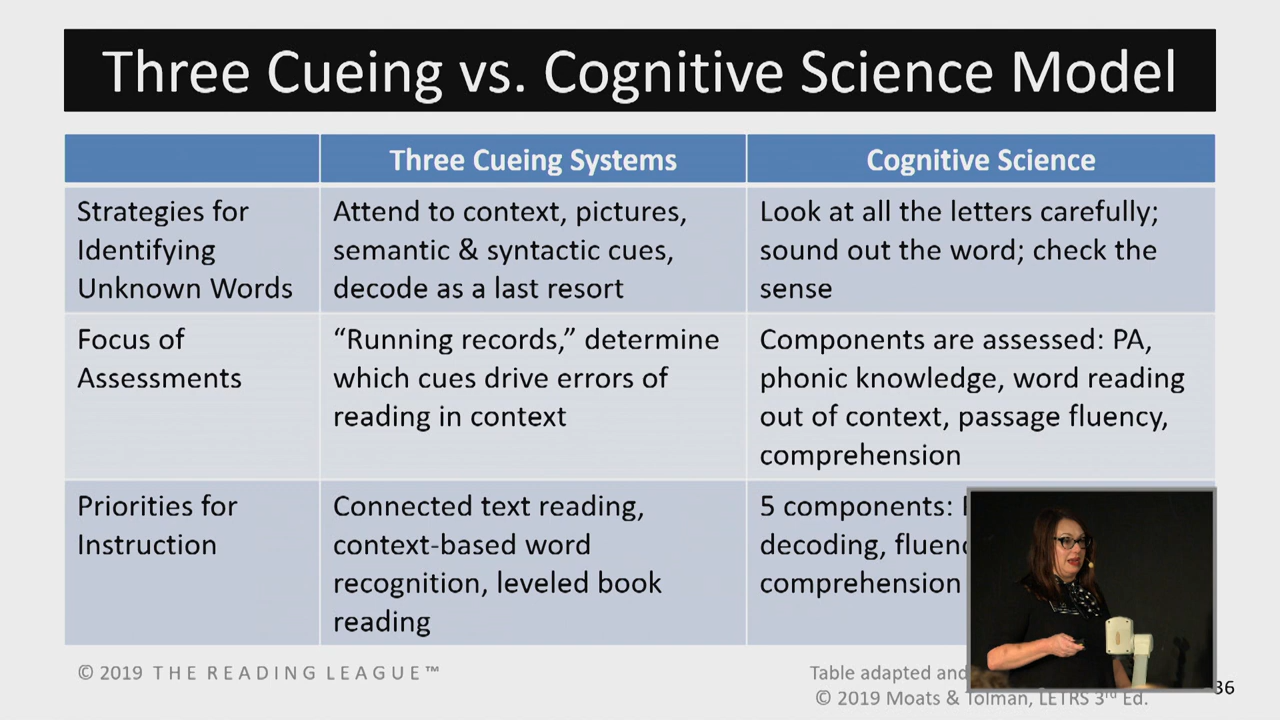 Three Cueing vs. Cognitive Science Model
Three Cueing Systems
Cognitive Science
Strategies for
Identifying
Unknown Words
Attend to context, pictures,
semantic & syntactic cues,
decode as a last resort
Look at all the letters carefully;
sound out the word; check the
sense
Focus of
Assessments
“Running records,” determine
which cues drive errors of
reading in context
Components are assessed: PA,
phonic knowledge, word reading
out of context, passage fluency,
comprehension
Priorities for
Instruction
Connected text reading,
context-based word
recognition, leveled book
reading
5 components:
decoding,
comprehension
© 2019 THE READING LEAGUE™
Table adapted and
© 2019 Moats & Tolman, LETRS 3rd Ed.
36